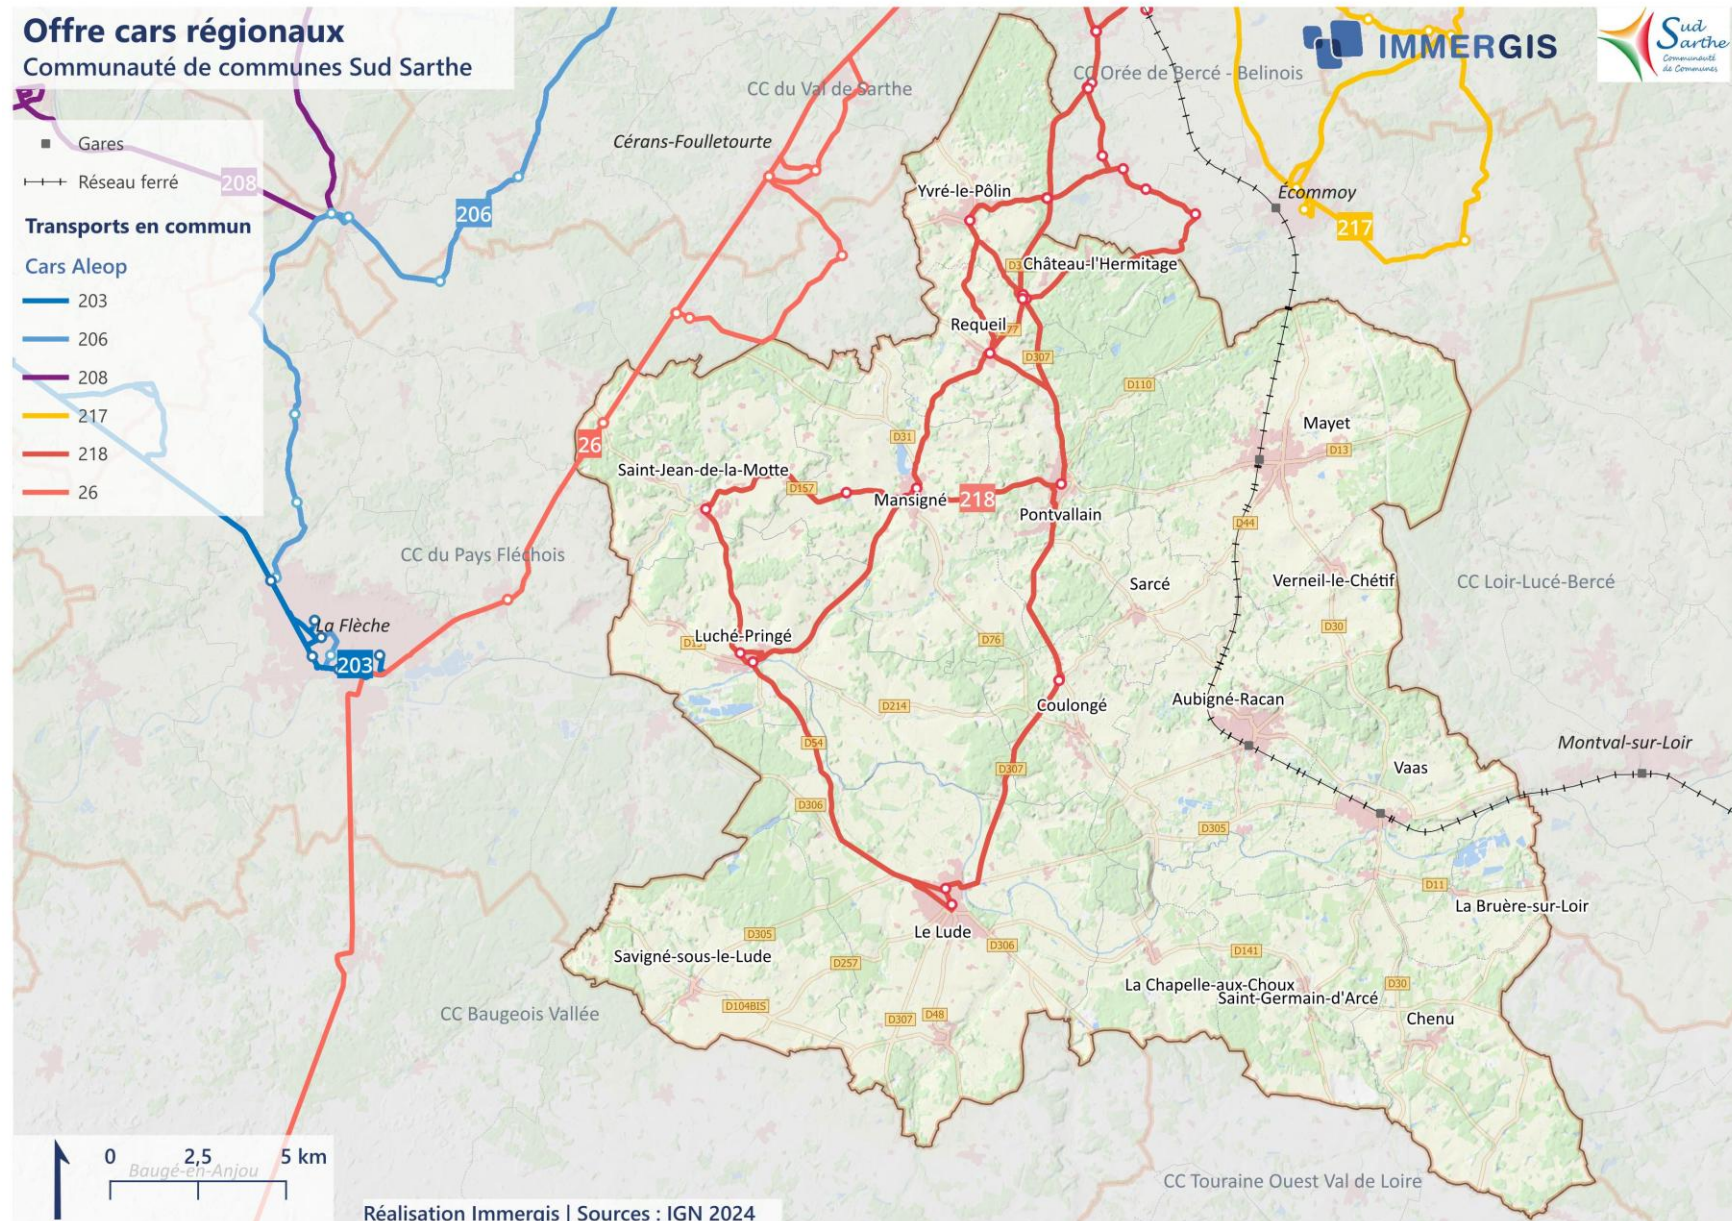 Offre cars régionaux
Communauté de communes Sud Sarthe
IMMERGIS
Sud
Sarthe
Communauté
de Communes
CC du Val de Sarthe
CC Orée de Bercé - Belinois
Gares
Réseau ferré
Transports en commun
Cars Aleop
203
206
208
217
218
26
208
206
Cérans-Foulletourte
Yvré-le-Pôlin
Écommoy
217
Château-l'Hermitage
Requeil
D307
D110
26
D31
Mayet
D13
Saint-Jean-de-la-Motte
D157
Mansigné
218
Pontvallain
D44
CC du Pays Fléchois
Sarcé
Verneil-le-Chétif
CC Loir-Lucé-Bercé
La Flèche
203
Luché-Pringé
D76
D30
D214
Coulongé
Aubigné-Racan
D54
Montval-sur-Loir
D307
Vaas
D306
D305
D11
La Bruère-sur-Loir
Le Lude
D305
D306
Savigné-sous-le-Lude
D257
D141
La Chapelle-aux-Choux
Saint-Germain-d'Arcé
D30
D104BIS
CC Baugeois Vallée
D307
D48
Chenu
0 2,5 5 km
Baugé-en-Anjou
CC Touraine Ouest Val de Loire
Réalisation Immergis | Sources : IGN 2024